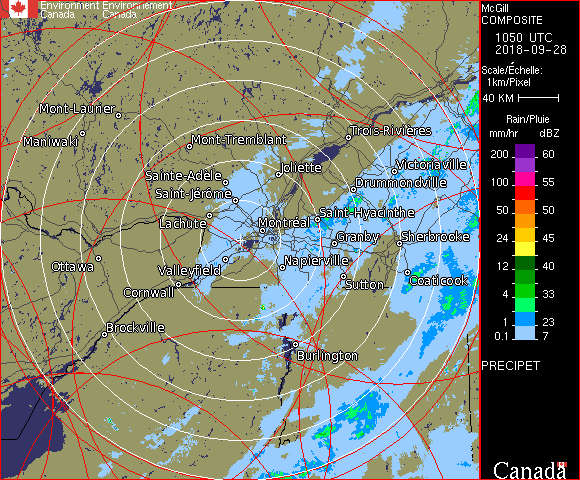 Environment Environnement
Canada Canada
McGill
COMPOSITE
1050 UTC
2018-09-28
Scale/Échelle:
1km/Pixel
40 KM
Rain/Pluie
mm/hr dBZ
200 60
100 55
50 50
24 45
12 40
4 33
1 23
0.1 7
PRECIPET
Canada
Mont-Laurier
Maniwaki
Mont-Tremblant
Trois-Rivières
Sainte-Adèle
Joliette
Victoriaville
Saint-Jérôme
Drummondville
Lachute
Montréal
Saint-Hyacinthe
Granby
Sherbrooke
Ottawa
Valleyfield
Napierville
Cornwall
Sutton
Coaticook
Brockville
Burlington